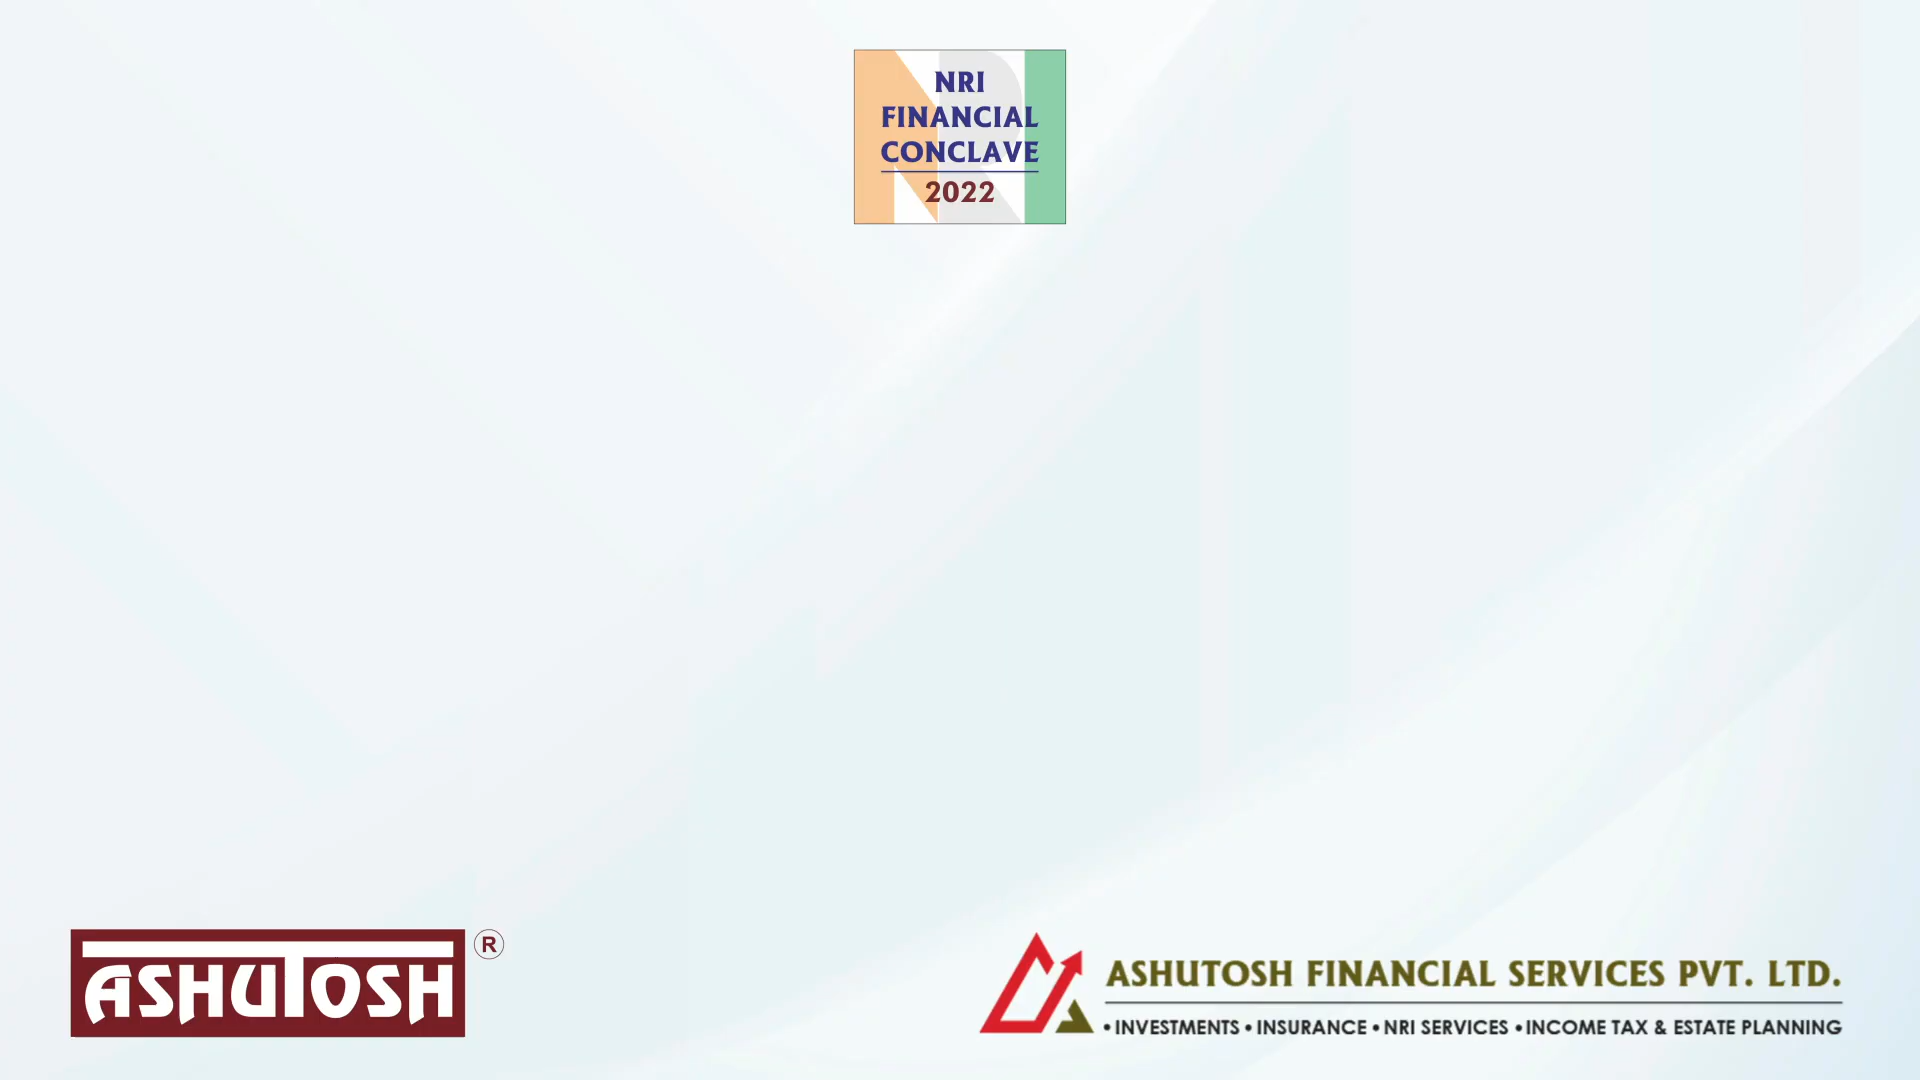 NRI
FINANCIAL
CONCLAVE
2022
ASHUTOSH ®
ASHUTOSH FINANCIAL SERVICES PVT. LTD.
• INVESTMENTS • INSURANCE • NRI SERVICES • INCOME TAX & ESTATE PLANNING